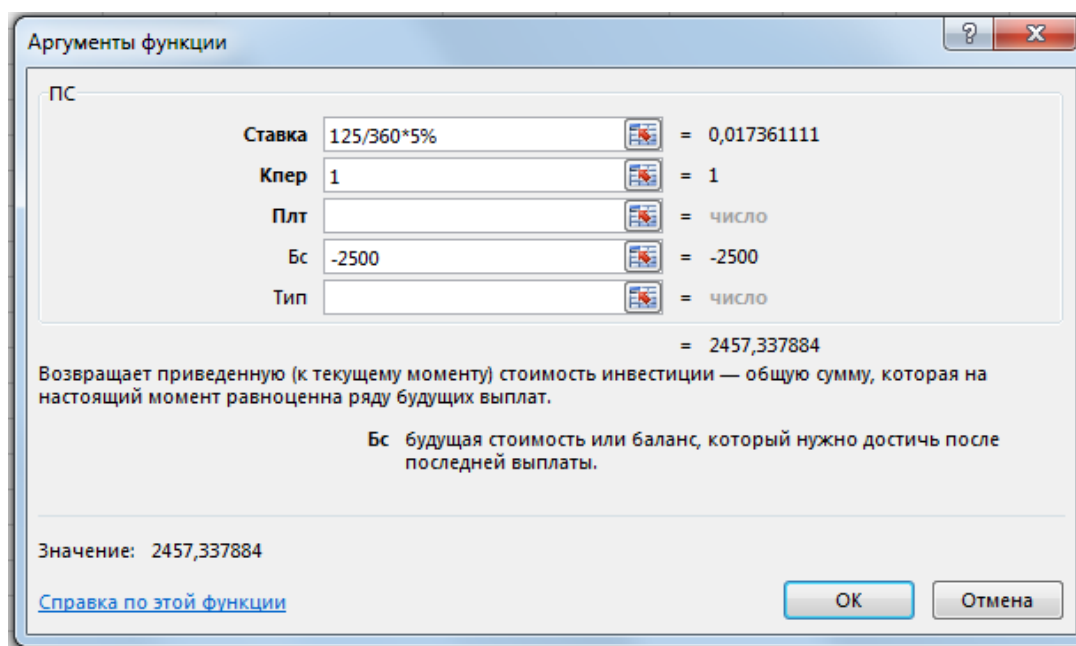 Аргументы функции
ПС
Ставка 125/360*5% = 0,017361111
Кпер 1 = 1
Плт = число
Бс -2500 = -2500
Тип = число
= 2457,337884
Возвращает приведенную (к текущему моменту) стоимость инвестиции — общую сумму, которая на
настоящий момент равноценна ряду будущих выплат.
Бс будущая стоимость или баланс, который нужно достичь после
последней выплаты.
Значение: 2457,337884
Справка по этой функции ОК Отмена